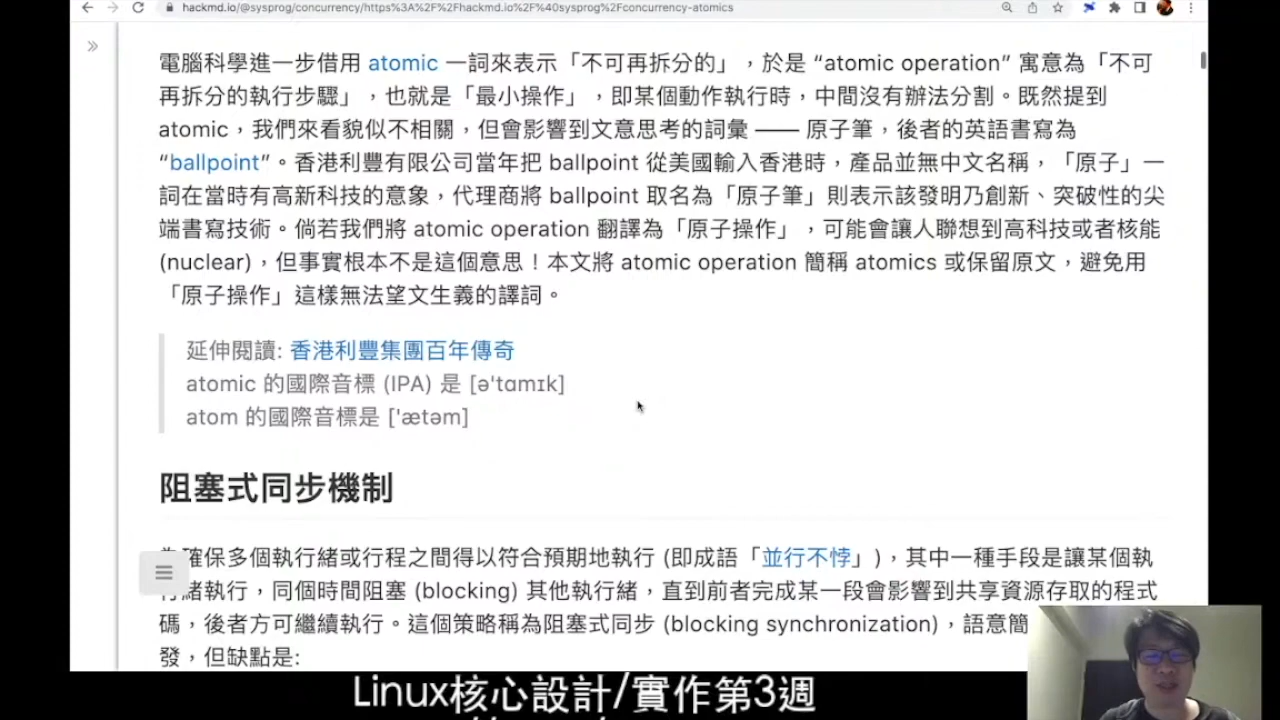 hackmd.io/@sysprog/concurrency/https%3A%2F%2Fhackmd.io%2F%40sysprog%2Fconcurrency-atomics
電腦科學進一步借用 atomic 一詞來表示「不可再拆分的」，於是 “atomic operation” 寓意為「不可
再拆分的執行步驟」，也就是「最小操作」，即某個動作執行時，中間沒有辦法分割。既然提到
atomic，我們來看貌似不相關，但會影響到文意思考的詞彙 —— 原子筆，後者的英語書寫為
“ballpoint”。香港利豐有限公司當年把 ballpoint 從美國輸入香港時，產品並無中文名稱，「原子」一
詞在當時有高新科技的意象，代理商將 ballpoint 取名為「原子筆」則表示該發明乃創新、突破性的尖
端書寫技術。倘若我們將 atomic operation 翻譯為「原子操作」，可能會讓人聯想到高科技或者核能
(nuclear)，但事實根本不是這個意思！本文將 atomic operation 簡稱 atomics 或保留原文，避免用
「原子操作」這樣無法望文生義的譯詞。
延伸閱讀: 香港利豐集團百年傳奇
atomic 的國際音標 (IPA) 是 [ə'tɑmɪk]
atom 的國際音標是 ['ætəm]
阻塞式同步機制
確保多個執行緒或行程之間得以符合預期地執行 (即成語「並行不悖」)，其中一種手段是讓某個執
緒執行，同個時間阻塞 (blocking) 其他執行緒，直到前者完成某一段會影響到共享資源存取的程式
碼，後者方可繼續執行。這個策略稱為阻塞式同步 (blocking synchronization)，語意簡
發，但缺點是:
Linux核心設計/實作第3週